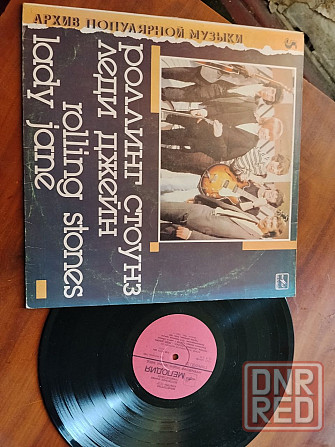 АРХИВ ПОПУЛЯРНОЙ МУЗЫКИ 5
РОЛЛИНГ СТОУНЗ
ЛЕДИ ДЖЕЙН
rolling stones
lady jane
МЕЛОДИЯ
DNR
RED